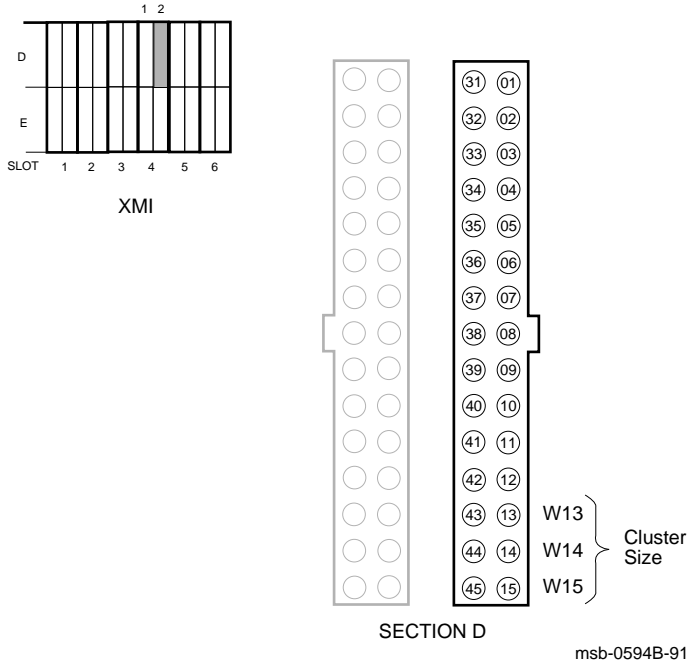 1 2
D
E
SLOT 1 2 3 4 5 6
XMI
31 01
32 02
33 03
34 04
35 05
36 06
37 07
38 08
39 09
40 10
41 11
42 12
43 13 W13
44 14 W14
45 15 W15
Cluster
Size
SECTION D
msb-0594B-91